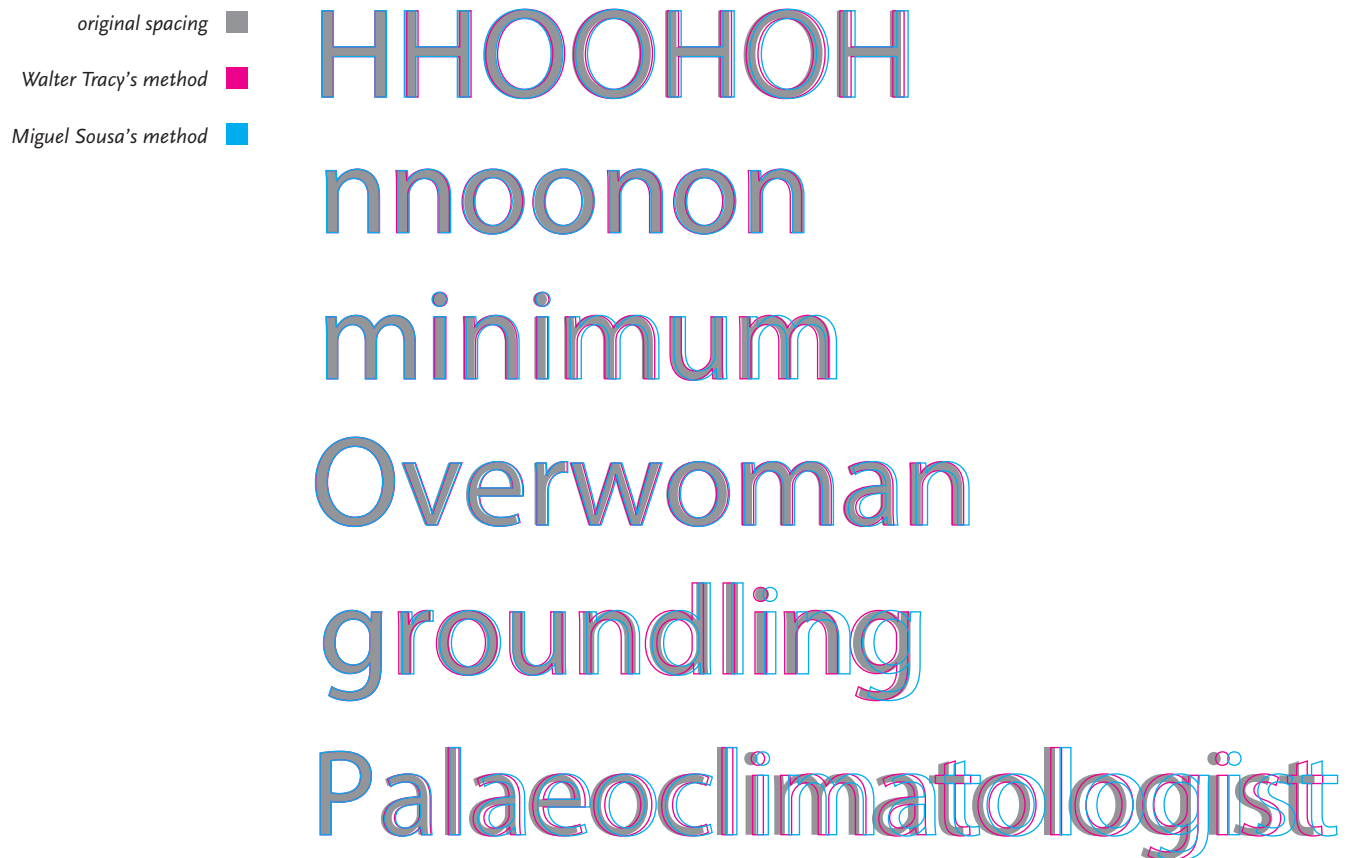 original spacing
Walter Tracy's method
Miguel Sousa's method
HHOOHOH
nnoonon
minimum
Overwoman
groundling
Palaeoclimatologist